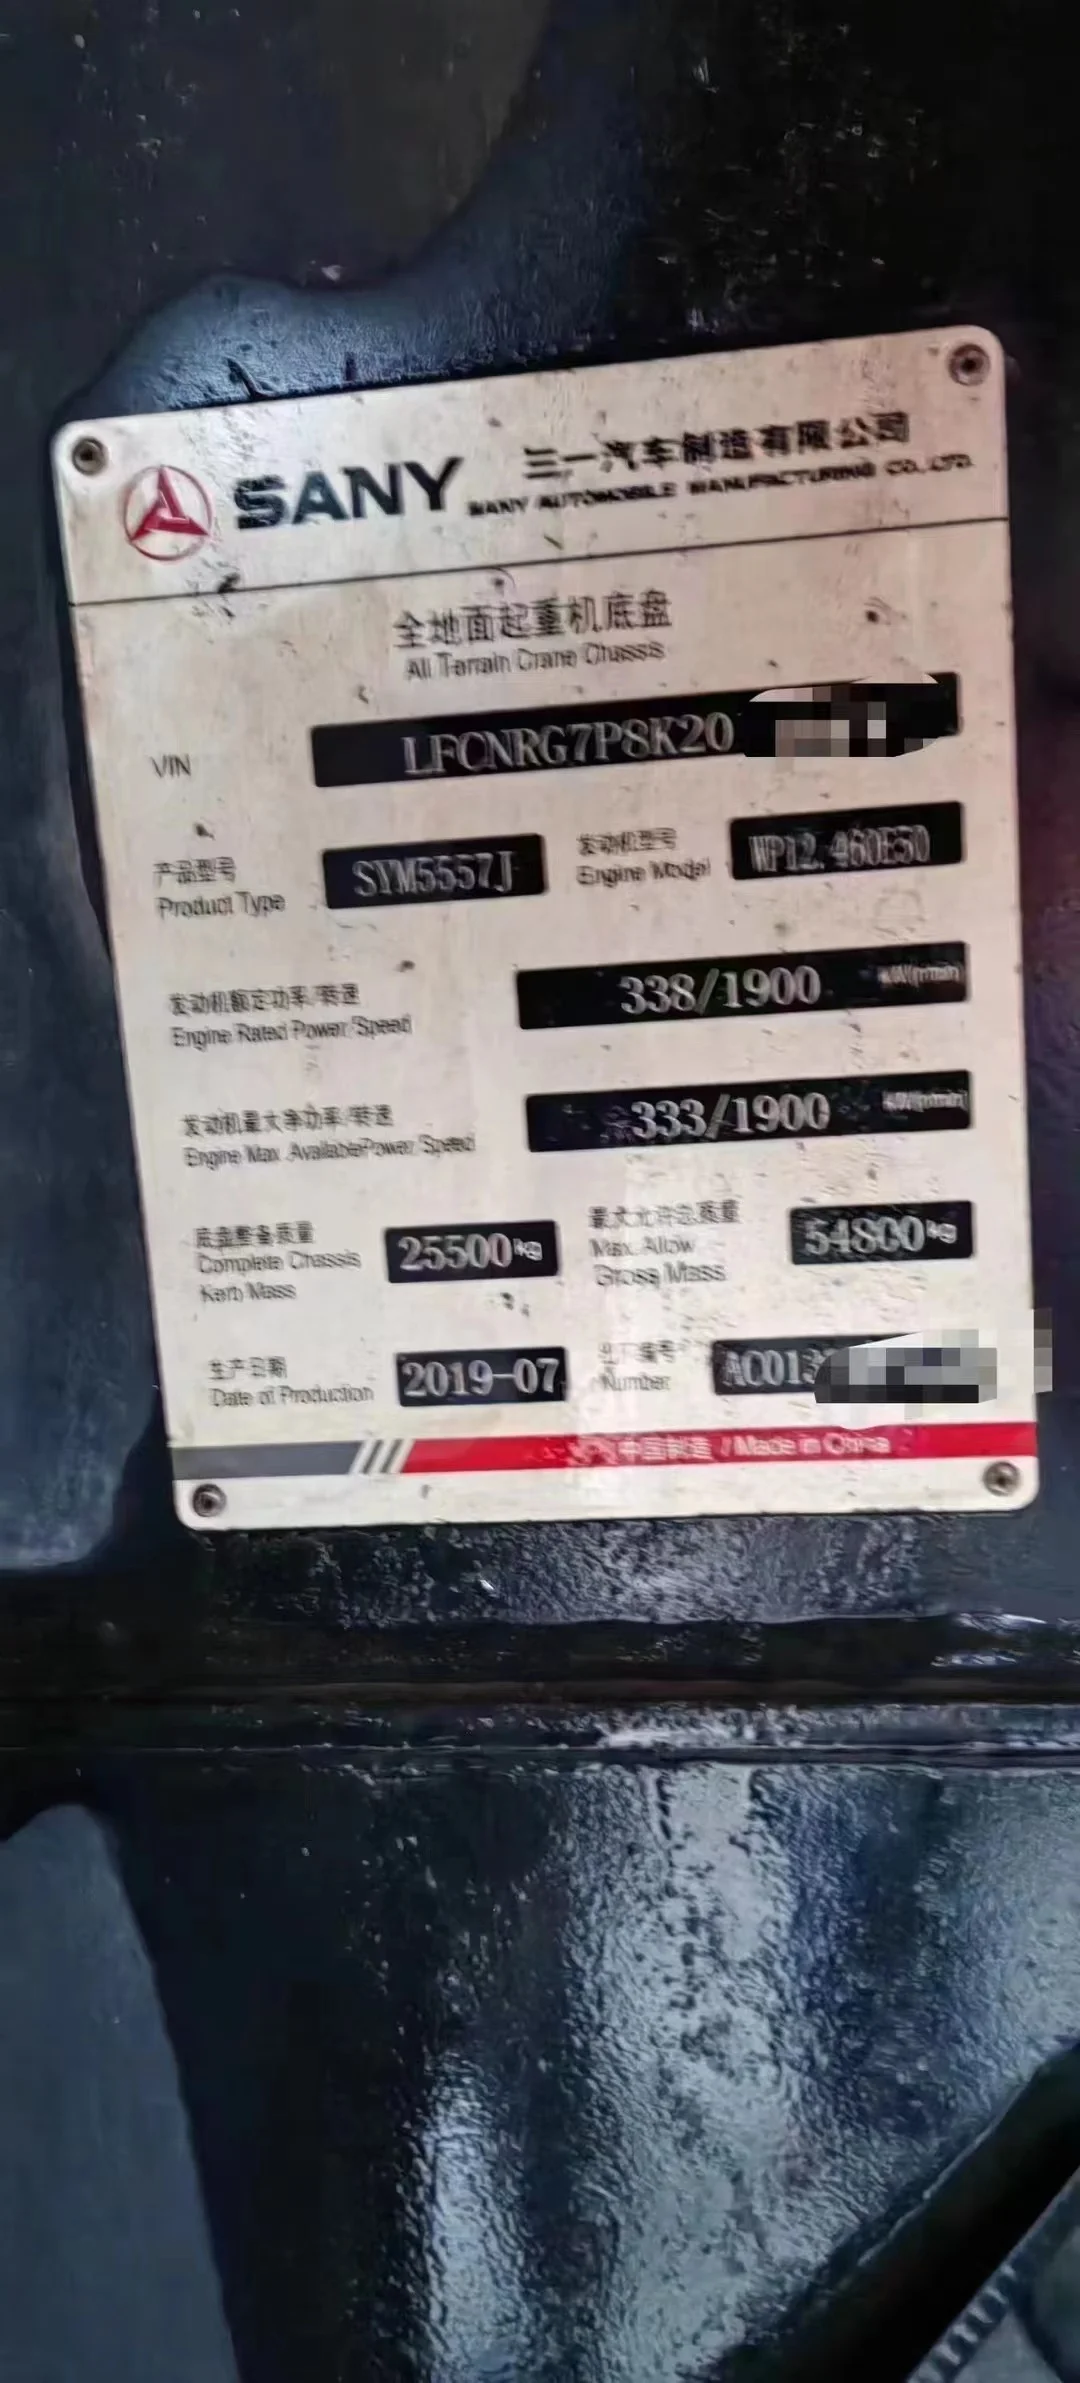 SANY 三一汽车制造有限公司
SANY AUTOMOBILE MANUFACTURING CO., LTD.
全地面起重机底盘
All Terrain Crane Chassis
VIN LFCNRG7P8K20
产品型号 SYM5557J 发动机型号 WP12.460E50
Product Type Engine Model
发动机额定功率/转速 338/1900 kW/(r/min)
Engine Rated Power/Speed
发动机最大净功率/转速 333/1900 kW/(r/min)
Engine Max.AvailablePower/Speed
底盘整备质量 25500kg 最大允许总质量 54800kg
Complete Chassis Max.Allow
Kerb Mass Gross Mass
生产日期 2019-07 出厂编号 AC013
Date of Production Number
中国制造 / Made in China